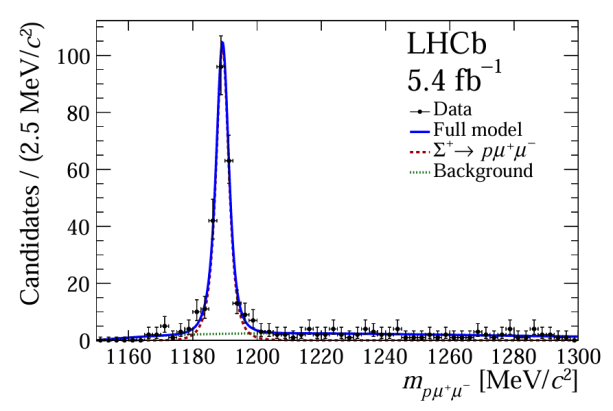 Candidates / (2.5 MeV/c²)
100
80
60
40
20
0
LHCb
5.4 fb⁻¹
Data
Full model
Σ⁺→ pμ⁺μ⁻
Background
1160 1180 1200 1220 1240 1260 1280 1300
m_{pμ⁺μ⁻} [MeV/c²]